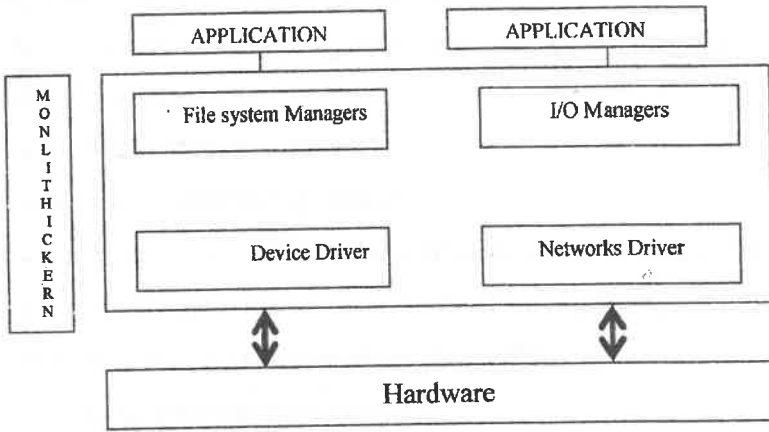 APPLICATION
APPLICATION
MONLITHICKERN
File system Managers
I/O Managers
Device Driver
Networks Driver
Hardware